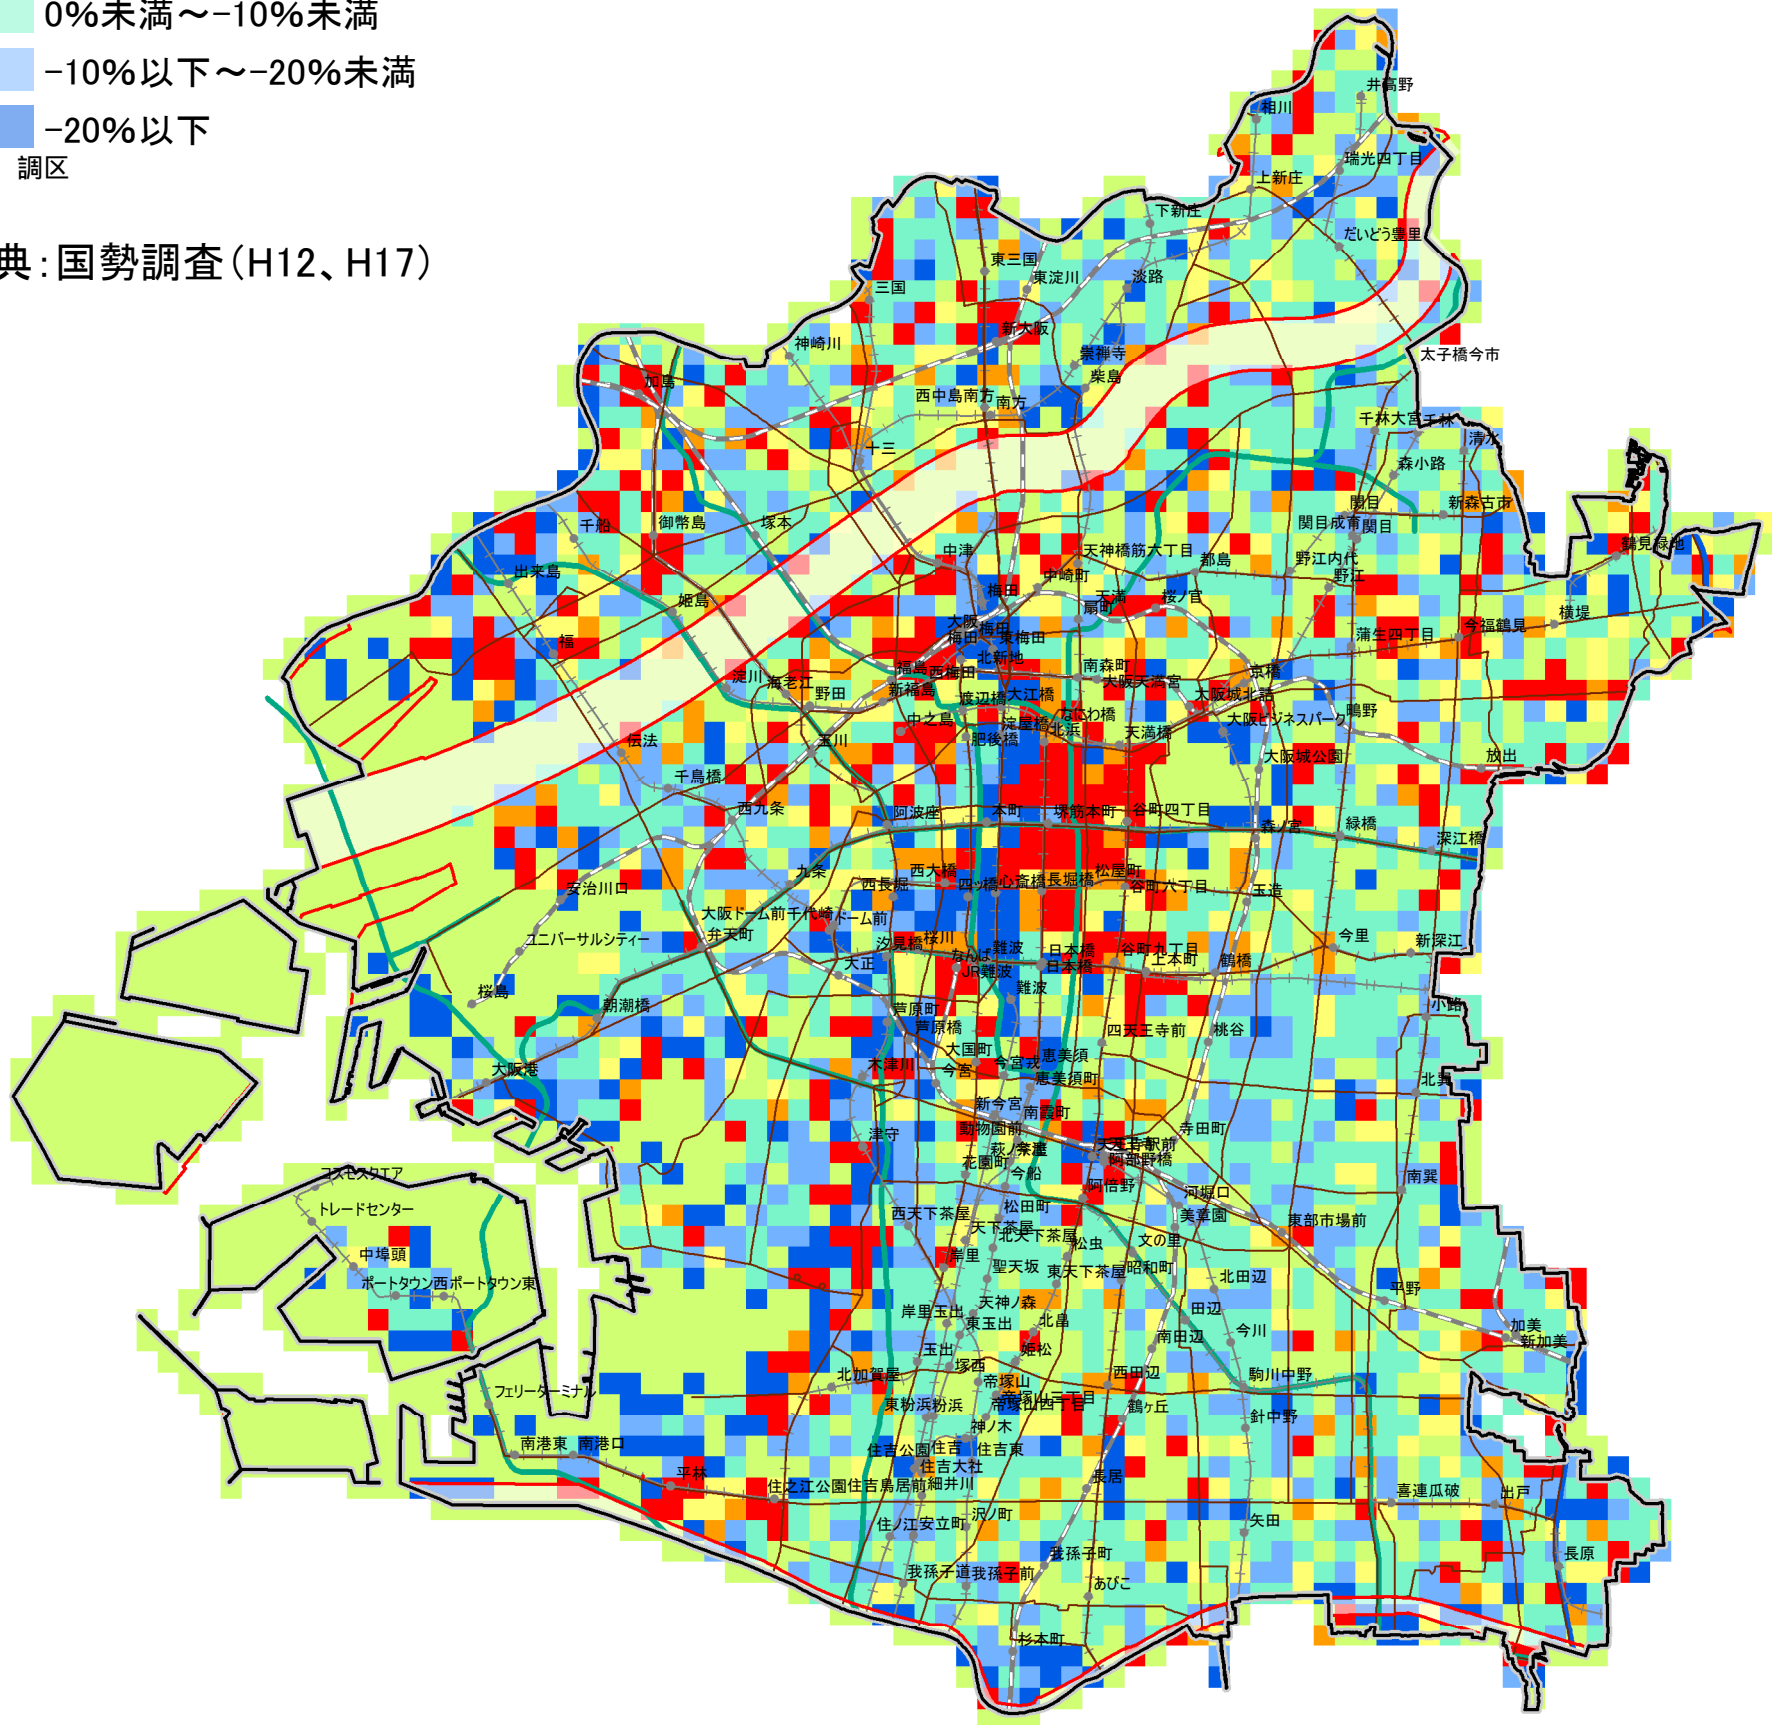 0%未満～-10%未満
-10%以下～-20%未満
-20%以下
調区
典：国勢調査（H12、H17）
井高野
相川
瑞光四丁目
上新庄
下新庄
だいどう豊里
東三国
東淀川
淡路
三国
新大阪
神崎川
崇禅寺
太子橋今市
柴島
加島
西中島南方
南方
千林大宮
千林
清水
十三
森小路
関目
新森古市
千船
御幣島
塚本
関目成育
関目
鶴見緑地
中津
天神橋筋六丁目
都島
野江内代
野江
出来島
中崎町
梅田
天満
桜ノ宮
扇町
横堤
姫島
大阪
梅田
梅田
東梅田
今福鶴見
蒲生四丁目
福
北新地
福島
西梅田
南森町
京橋
淀川
海老江
野田
新福島
大阪天満宮
大阪城北詰
渡辺橋
大江橋
なにわ橋
中之島
淀屋橋
北浜
大阪ビジネスパーク
鴫野
天満橋
肥後橋
玉川
伝法
大阪城公園
放出
千鳥橋
西九条
阿波座
本町
堺筋本町
谷町四丁目
森ノ宮
緑橋
深江橋
九条
西大橋
松屋町
安治川口
西長堀
四ツ橋
心斎橋
長堀橋
谷町六丁目
玉造
大阪ドーム前千代崎
ドーム前
弁天町
ユニバーサルシティー
汐見橋
桜川
難波
日本橋
谷町九丁目
今里
新深江
なんば
大正
JR難波
日本橋
上本町
鶴橋
桜島
難波
朝潮橋
芦原町
小路
芦原橋
四天王寺前
桃谷
大国町
木津川
今宮
今宮戎
恵美須
大阪港
恵美須町
北巽
新今宮
南霞町
津守
動物園前
寺田町
天王寺駅前
阿部野橋
花園町
今船
南巽
コスモスクエア
阿倍野
河堀口
トレードセンター
西天下茶屋
松田町
美章園
東部市場前
天下茶屋
北天下茶屋
中埠頭
岸里
松虫
文の里
聖天坂
東天下茶屋
昭和町
北田辺
ポートタウン西
ポートタウン東
平野
岸里玉出
天神ノ森
北畠
田辺
加美
東玉出
今川
新加美
玉出
姫松
南田辺
塚西
北加賀屋
帝塚山
西田辺
駒川中野
フェリーターミナル
帝塚山三丁目
東粉浜
粉浜
帝塚山四丁目
鶴ヶ丘
神ノ木
針中野
南港東
南港口
住吉公園
住吉
住吉東
平林
住吉大社
長居
住之江公園
住吉鳥居前
細井川
喜連瓜破
出戸
住ノ江
安立町
沢ノ町
矢田
我孫子町
長原
我孫子道
我孫子前
あびこ
杉本町